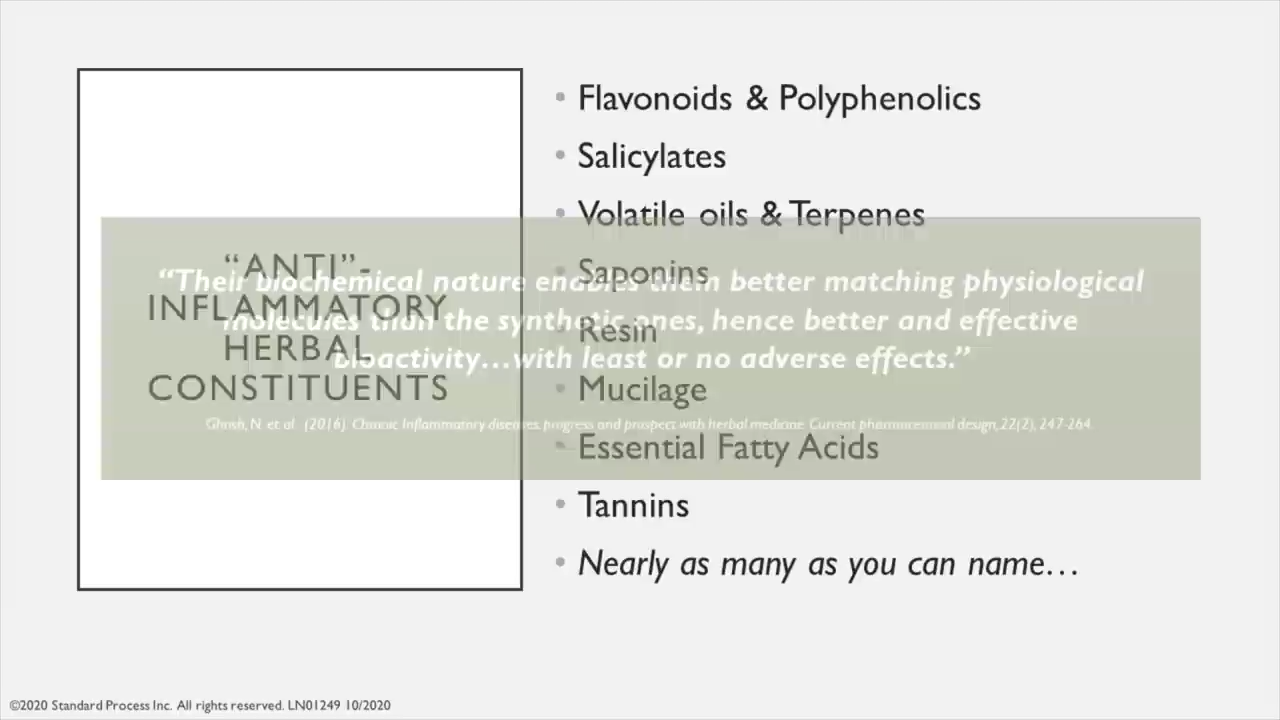 “ANTI”-
INFLAMMATORY
HERBAL
CONSTITUENTS
• Flavonoids & Polyphenolics
• Salicylates
• Volatile oils & Terpenes
• Saponins
• Resin
• Mucilage
• Essential Fatty Acids
• Tannins
• Nearly as many as you can name…
“Their biochemical nature enables them better matching physiological
molecules than the synthetic ones, hence better and effective
bioactivity…with least or no adverse effects.”
Ghosh, N. et al. (2016). Chronic Inflammatory diseases: progress and prospect with herbal medicine. Current pharmaceutical design, 22(2), 247-264.
©2020 Standard Process Inc. All rights reserved. LN01249 10/2020